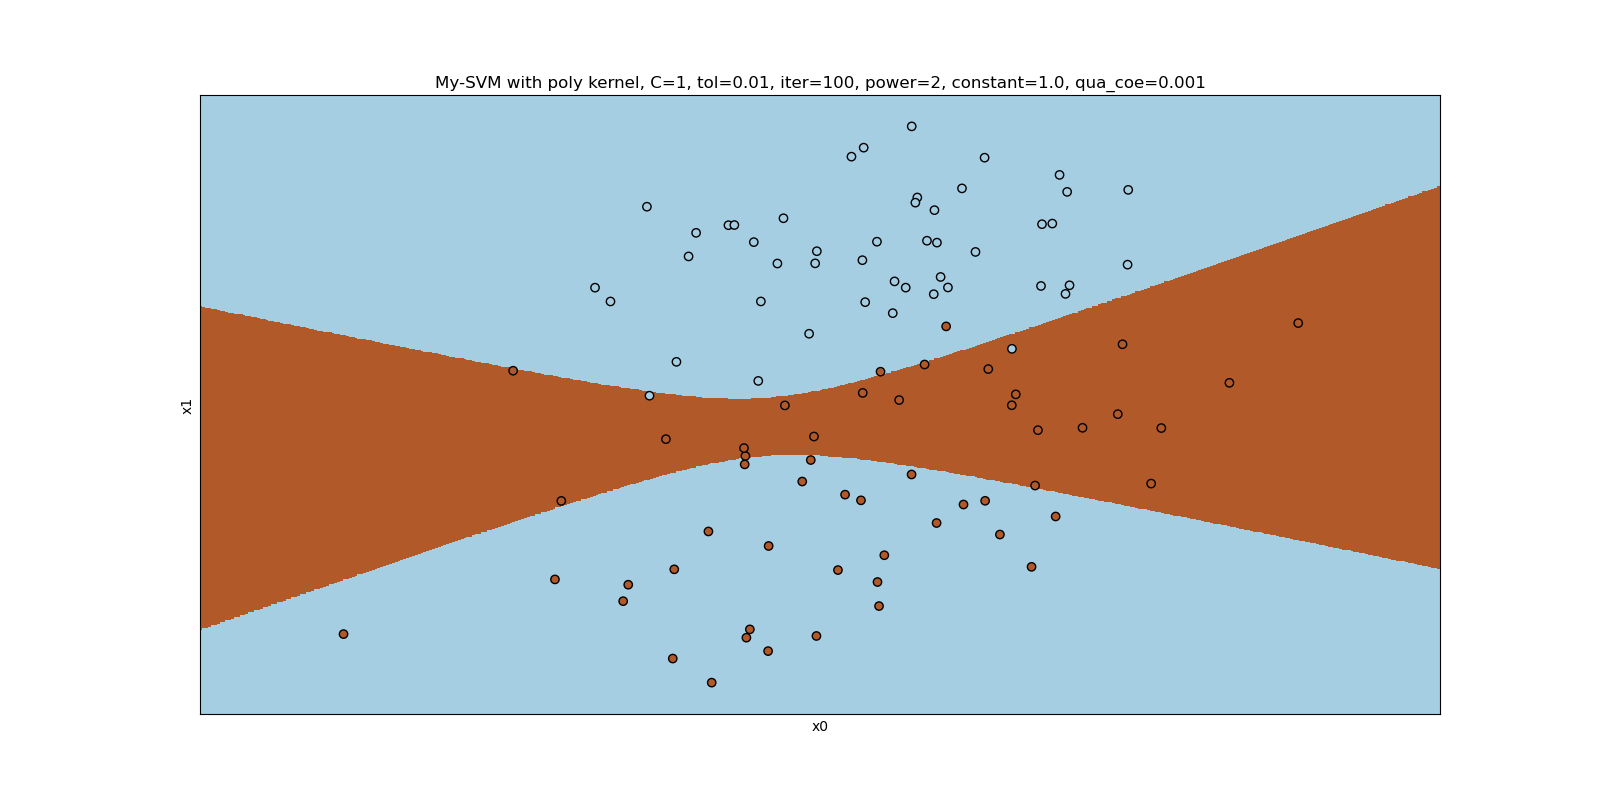 My-SVM with poly kernel, C=1, tol=0.01, iter=100, power=2, constant=1.0, qua_coe=0.001
x1
x0